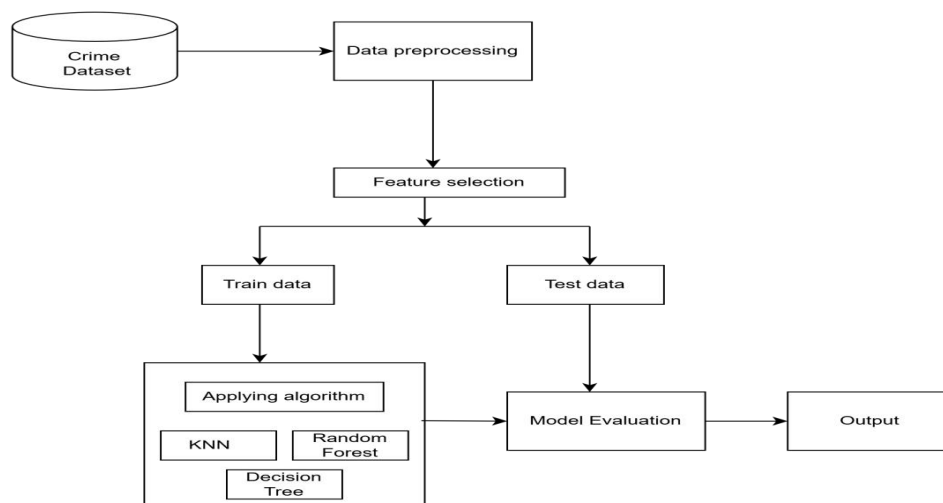 Crime
Dataset
Data preprocessing
Feature selection
Train data
Test data
Applying algorithm
KNN
Random
Forest
Decision
Tree
Model Evaluation
Output